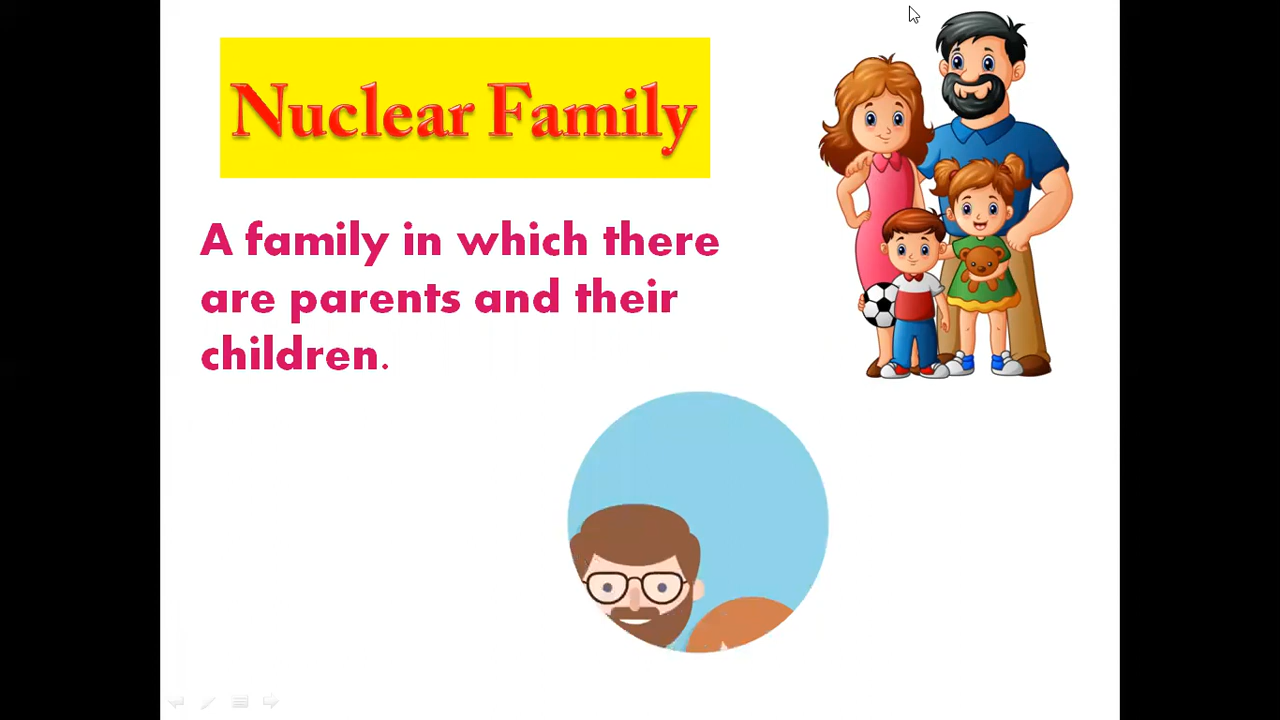 Nuclear Family
A family in which there
are parents and their
children.